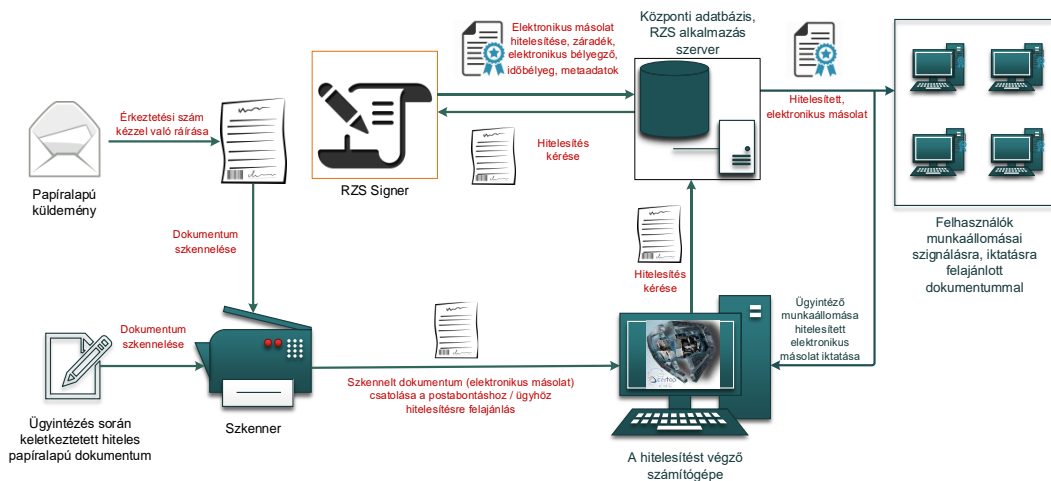 Elektronikus másolat
hitelesítése, záradék,
elektronikus bélyegző,
időbélyeg, metaadatok
Központi adatbázis,
RZS alkalmazás
szerver
Érkeztetési szám
kézzel való ráírása
Hitelesítés
kérése
Hitelesített,
elektronikus másolat
Papíralapú
küldemény
RZS Signer
Felhasználók
munkaállomásai
szignálásra, iktatásra
felajánlott
dokumentummal
Dokumentum
szkennelése
Hitelesítés
kérése
Ügyintéző
munkaállomása
hitelesített
elektronikus
másolat iktatása
Dokumentum
szkennelése
Szkennelt dokumentum (elektronikus másolat)
csatolása a postabontáshoz / ügyhöz
hitelesítésre felajánlás
Ügyintézés során
keletkeztetett hiteles
papíralapú dokumentum
Szkenner
A hitelesítést végző
számítógépe